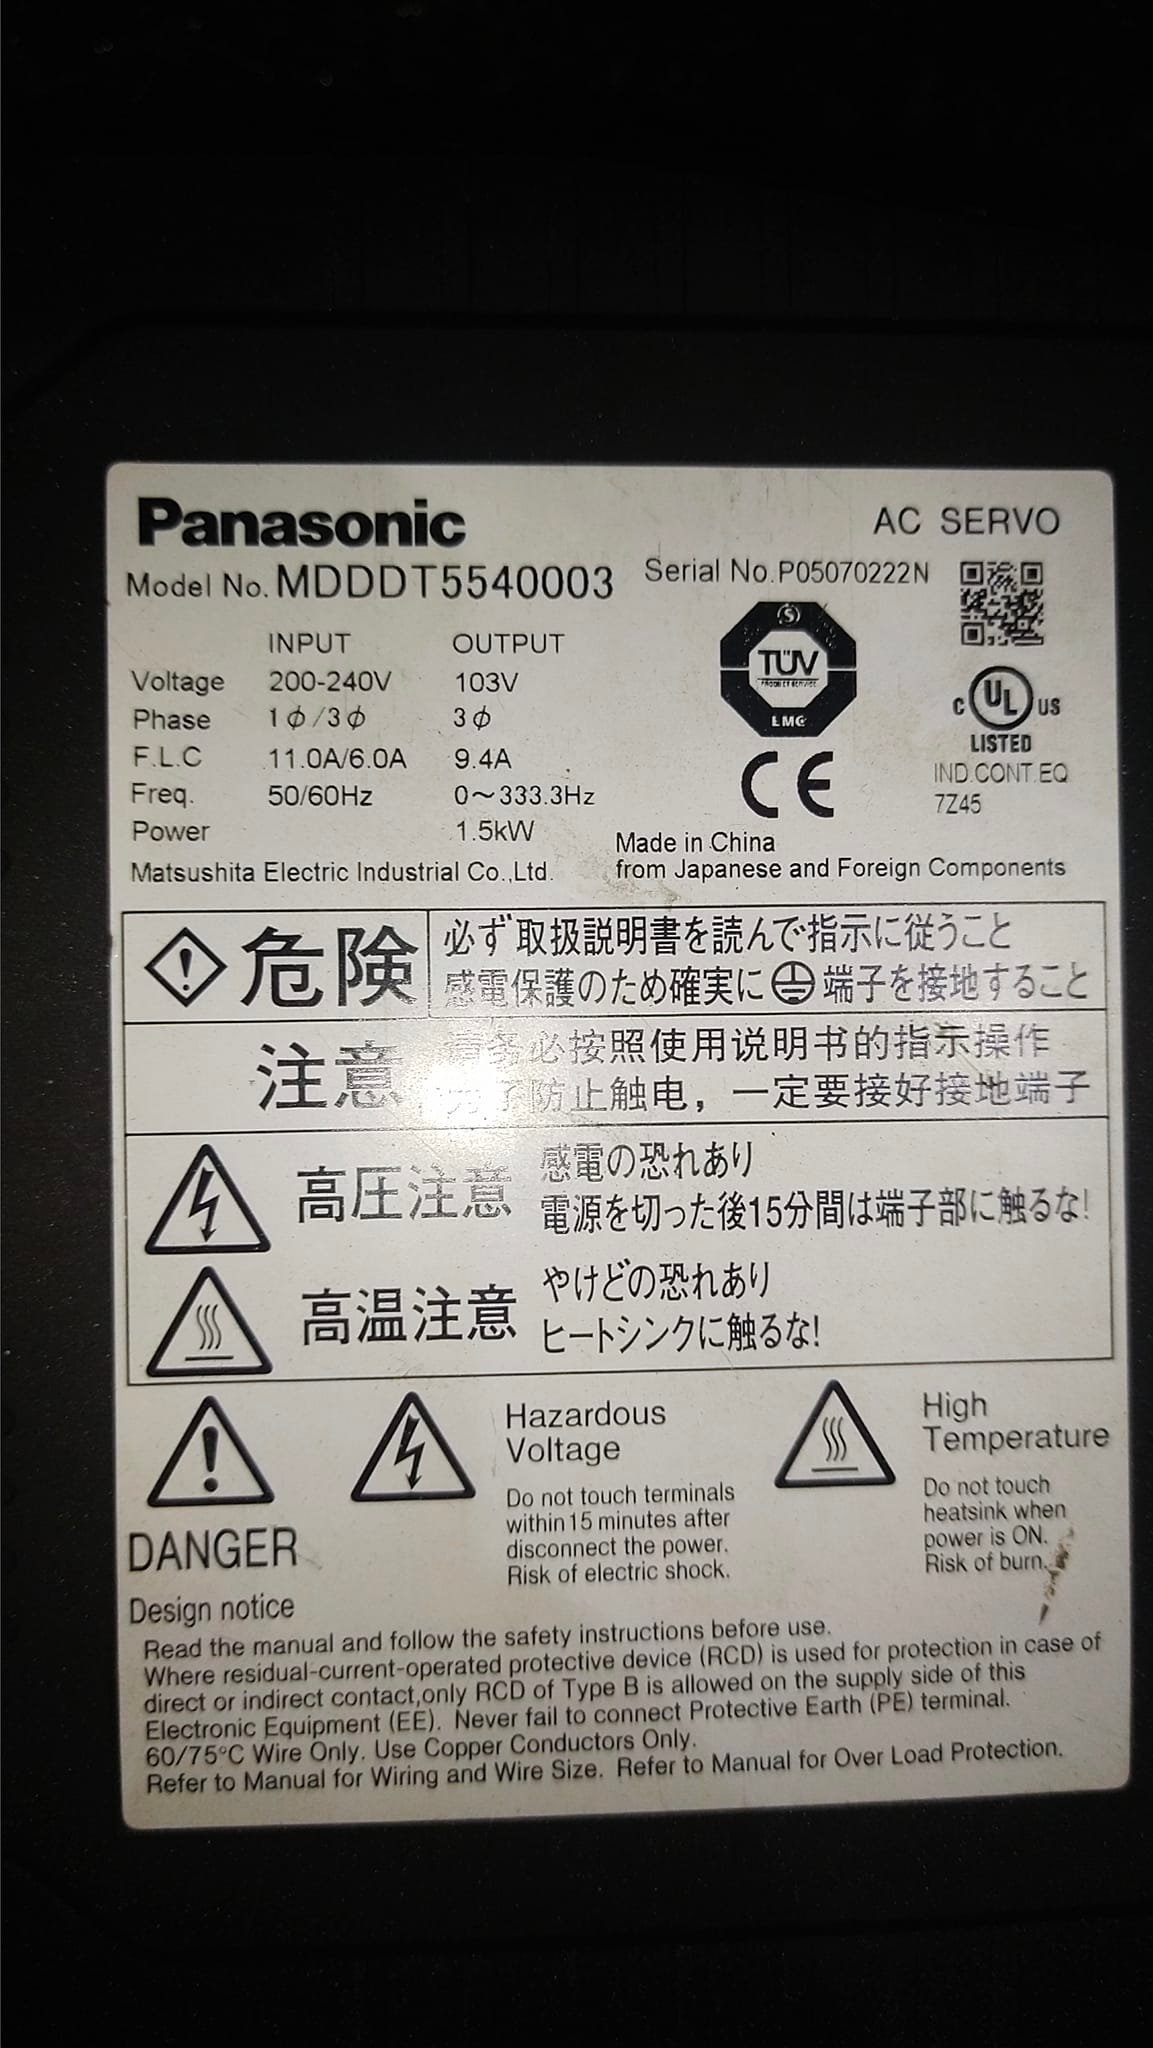 Panasonic
AC SERVO
Model No. MDDDT5540003
Serial No. P05070222N
INPUT OUTPUT
Voltage 200-240V 103V
Phase 1ϕ/3ϕ 3ϕ
F.L.C 11.0A/6.0A 9.4A
Freq. 50/60Hz 0～333.3Hz
Power 1.5kW
Matsushita Electric Industrial Co.,Ltd.
S
TÜV
PRODUCT SERVICE
EMC
CE
C UL US
LISTED
IND.CONT.EQ
7Z45
Made in China
from Japanese and Foreign Components
危険
必ず取扱説明書を読んで指示に従うこと
感電保護のため確実に端子を接地すること
注意
请务必按照使用说明书的指示操作
为了防止触电，一定要接好接地端子
高圧注意
感電の恐れあり
電源を切った後15分間は端子部に触るな!
高温注意
やけどの恐れあり
ヒートシンクに触るな!
DANGER
Hazardous
Voltage
Do not touch terminals
within 15 minutes after
disconnect the power.
Risk of electric shock.
High
Temperature
Do not touch
heatsink when
power is ON.
Risk of burn.
Design notice
Read the manual and follow the safety instructions before use.
Where residual-current-operated protective device (RCD) is used for protection in case of
direct or indirect contact,only RCD of Type B is allowed on the supply side of this
Electronic Equipment (EE). Never fail to connect Protective Earth (PE) terminal.
60/75°C Wire Only. Use Copper Conductors Only.
Refer to Manual for Wiring and Wire Size. Refer to Manual for Over Load Protection.